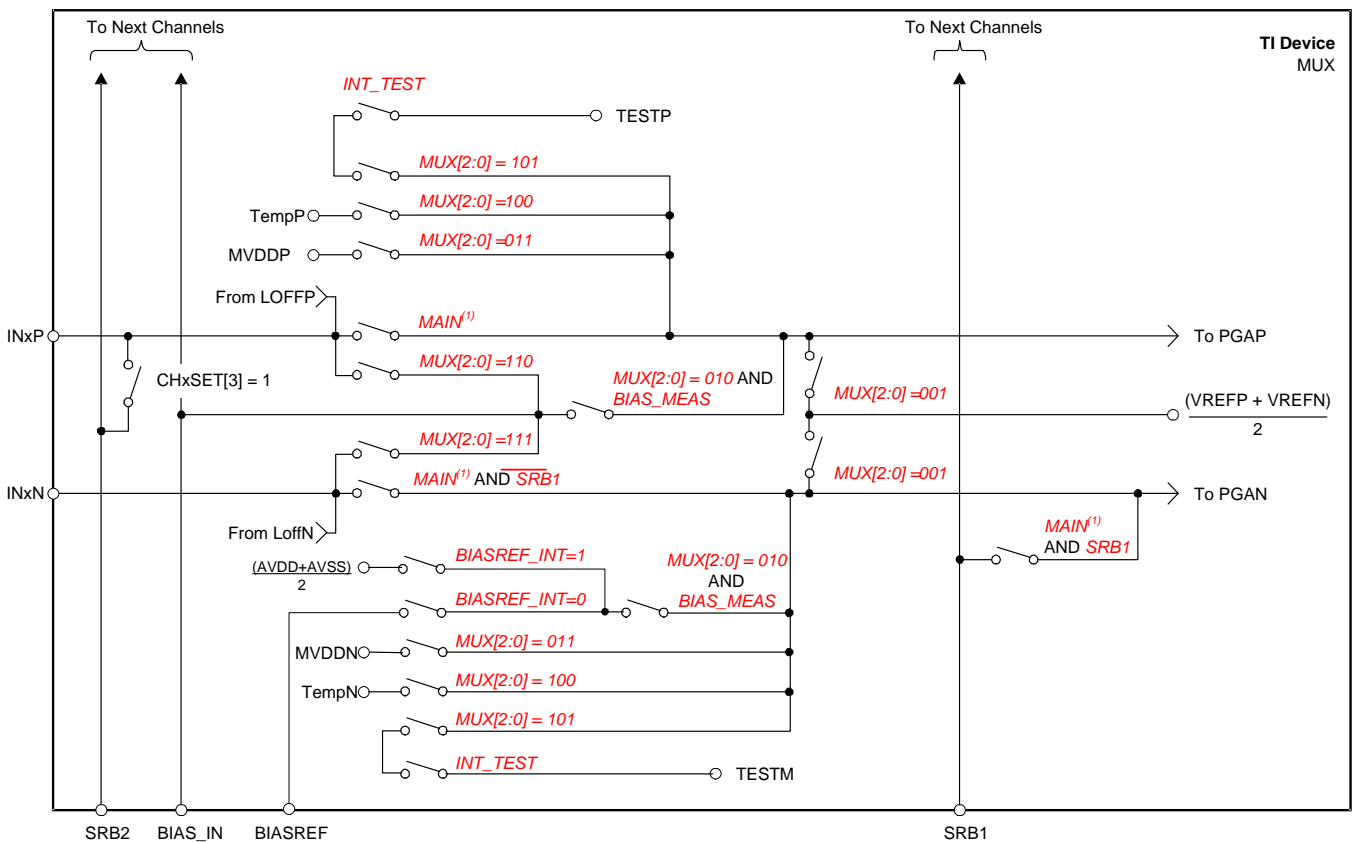 To Next Channels
To Next Channels
TI Device
MUX
INT_TEST
TESTP
MUX[2:0] = 101
TempP
MUX[2:0] =100
MVDDP
MUX[2:0] =011
From LOFFP
INxP
MAIN(1)
To PGAP
MUX[2:0] =110
CHxSET[3] = 1
MUX[2:0] = 010 AND
BIAS_MEAS
MUX[2:0] =001
(VREFP + VREFN)
2
MUX[2:0] =111
MUX[2:0] =001
INxN
MAIN(1) AND SRB1
To PGAN
From LoffN
MAIN(1)
AND SRB1
(AVDD+AVSS)
2
BIASREF_INT=1
MUX[2:0] = 010
AND
BIAS_MEAS
BIASREF_INT=0
MVDDN
MUX[2:0] = 011
TempN
MUX[2:0] = 100
MUX[2:0] = 101
INT_TEST
TESTM
SRB2
BIAS_IN
BIASREF
SRB1